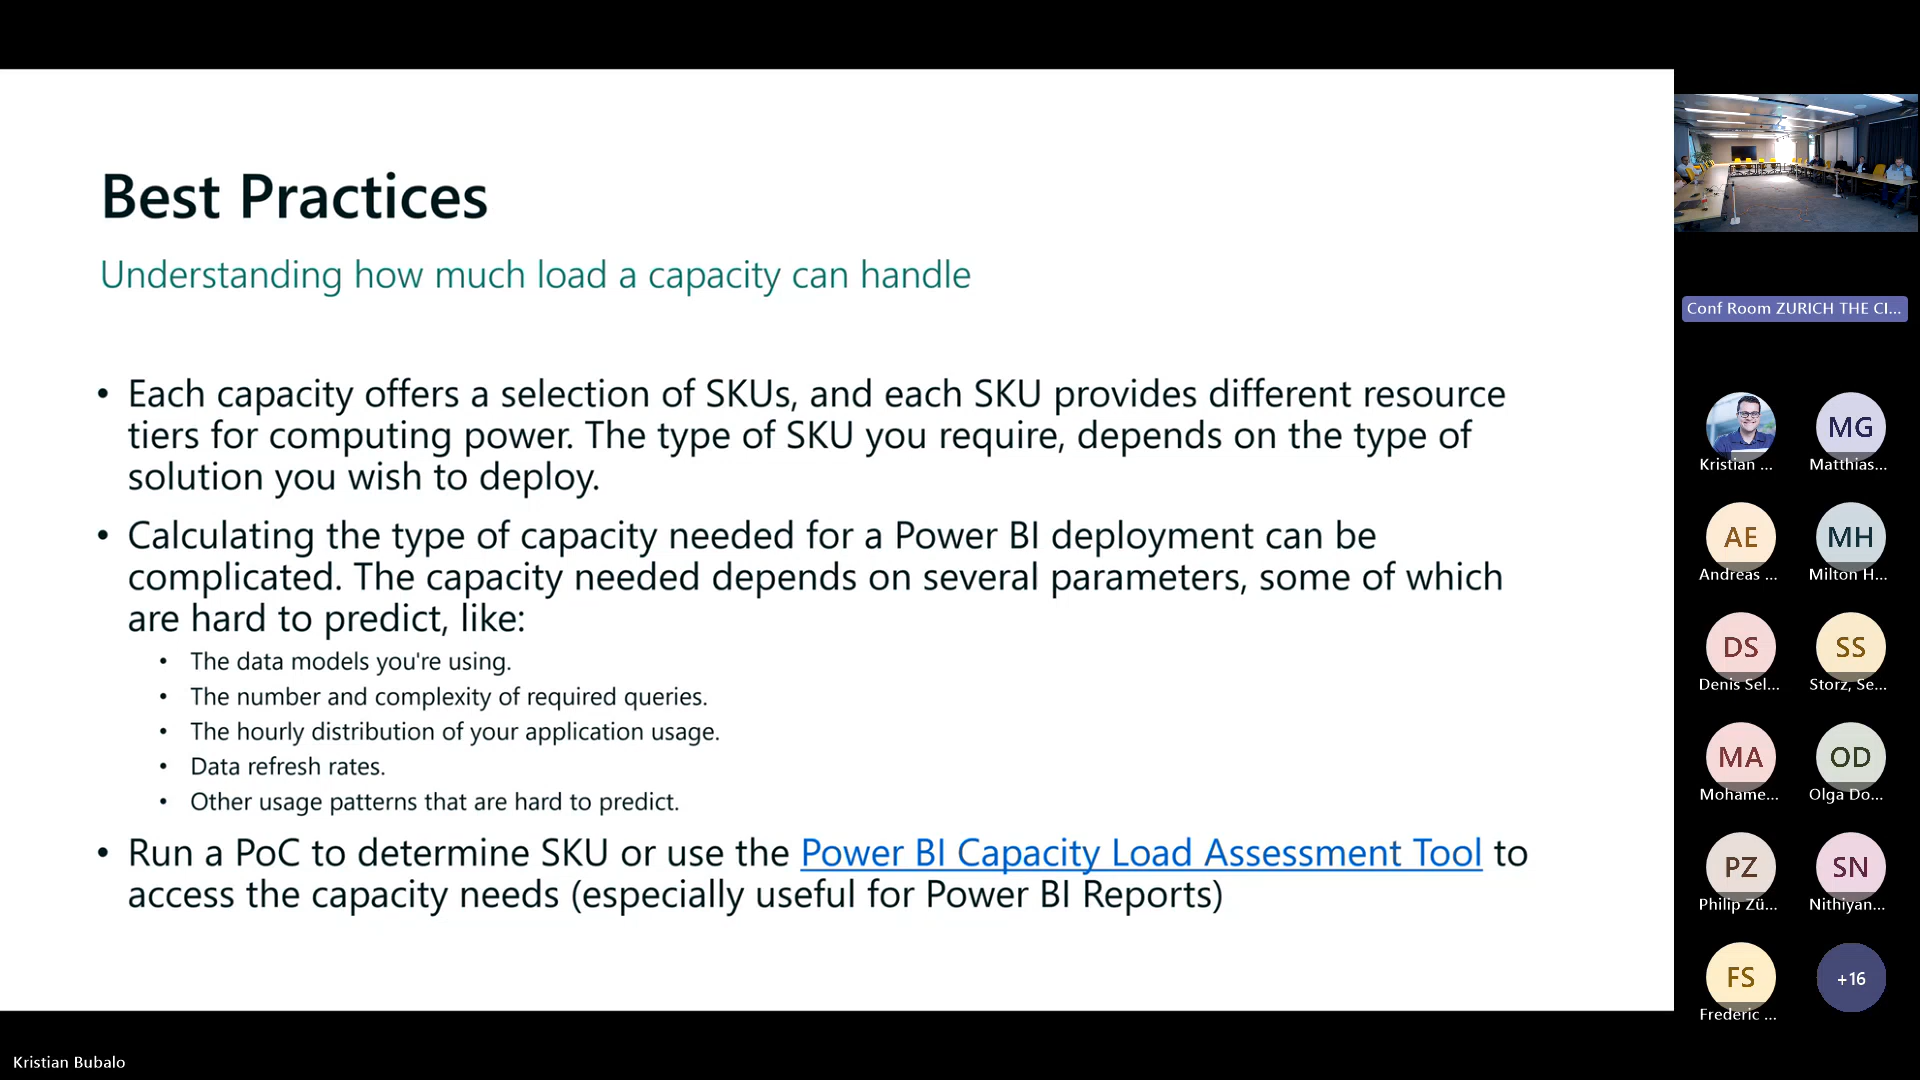 Best Practices
Understanding how much load a capacity can handle
• Each capacity offers a selection of SKUs, and each SKU provides different resource
tiers for computing power. The type of SKU you require, depends on the type of
solution you wish to deploy.
• Calculating the type of capacity needed for a Power BI deployment can be
complicated. The capacity needed depends on several parameters, some of which
are hard to predict, like:
• The data models you're using.
• The number and complexity of required queries.
• The hourly distribution of your application usage.
• Data refresh rates.
• Other usage patterns that are hard to predict.
• Run a PoC to determine SKU or use the Power BI Capacity Load Assessment Tool to
access the capacity needs (especially useful for Power BI Reports)
Conf Room ZURICH THE CI...
Kristian ...
MG
Matthias...
AE
Andreas ...
MH
Milton H...
DS
Denis Sel...
SS
Storz, Se...
MA
Mohame...
OD
Olga Do...
PZ
Philip Zü...
SN
Nithiyan...
FS
Frederic ...
+16
Kristian Bubalo